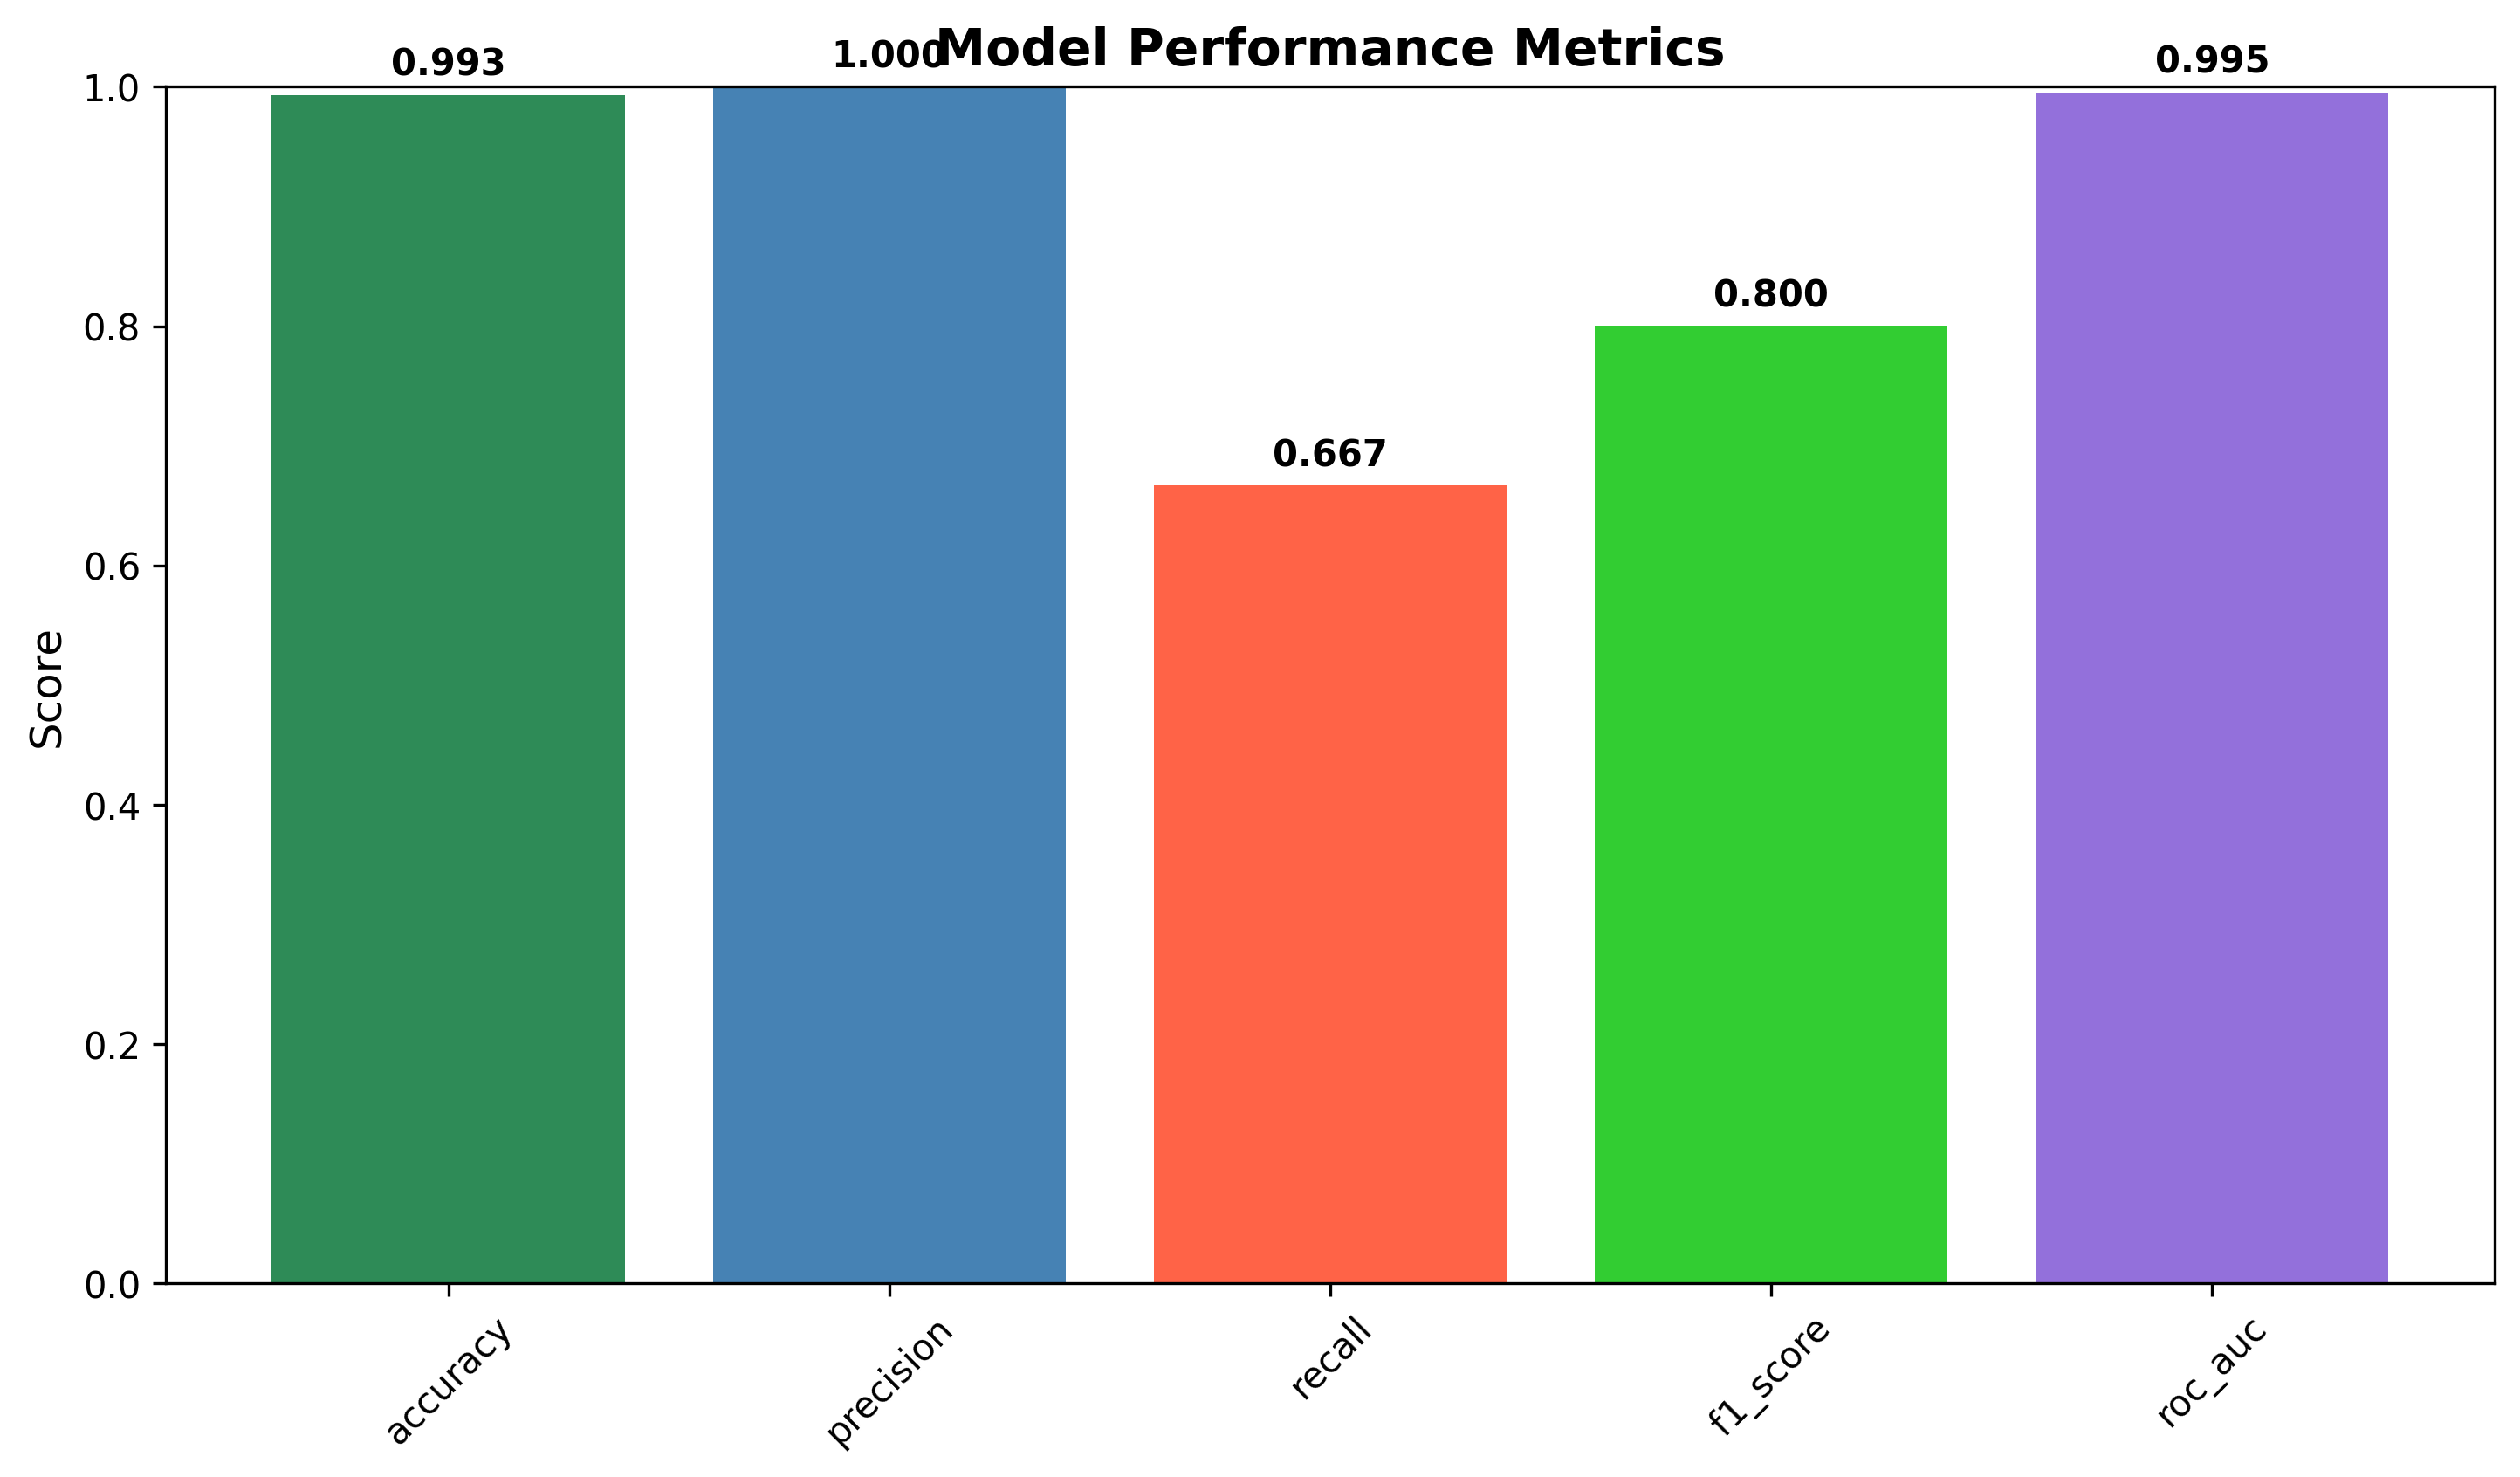 Model Performance Metrics
0.993
1.000
0.667
0.800
0.995
Score
1.0
0.8
0.6
0.4
0.2
0.0
accuracy
precision
recall
f1_score
roc_auc